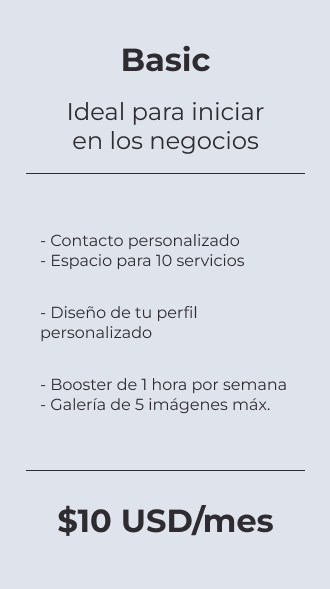 Basic
Ideal para iniciar
en los negocios
- Contacto personalizado
- Espacio para 10 servicios
- Diseño de tu perfil
personalizado
- Booster de 1 hora por semana
- Galería de 5 imágenes máx.
$10 USD/mes